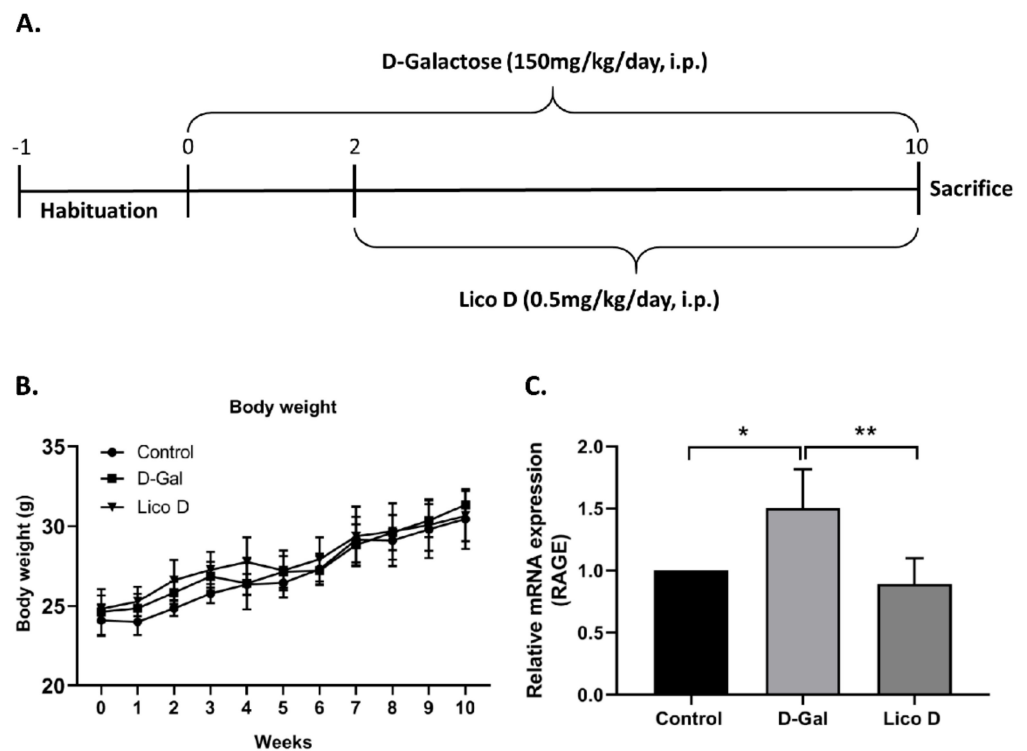 A.
D-Galactose (150mg/kg/day, i.p.)
-1 0 2 10
Habituation
Sacrifice
Lico D (0.5mg/kg/day, i.p.)
B.
Body weight
Body weight (g)
35
30
25
20
Control
D-Gal
Lico D
0 1 2 3 4 5 6 7 8 9 10
Weeks
C.
Relative mRNA expression
(RAGE)
2.0
1.5
1.0
0.5
0.0
* **
Control D-Gal Lico D